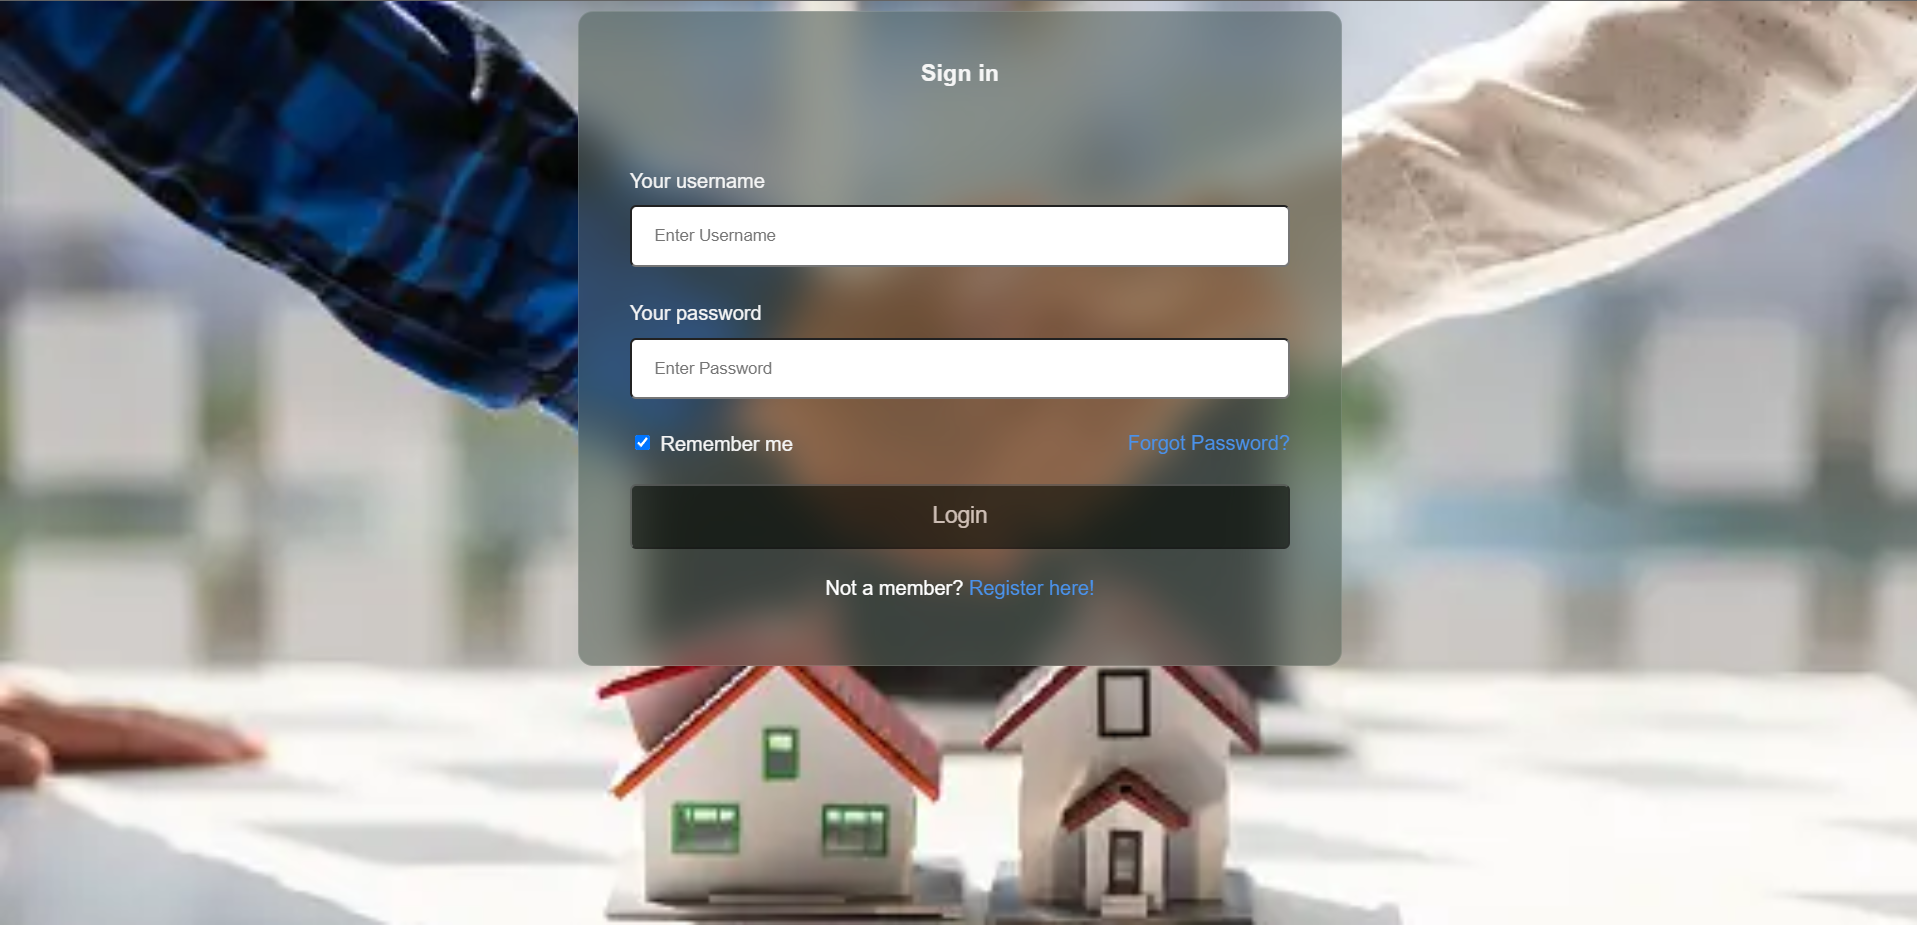 Sign in
Your username
Enter Username
Your password
Enter Password
Remember me
Forgot Password?
Login
Not a member? Register here!